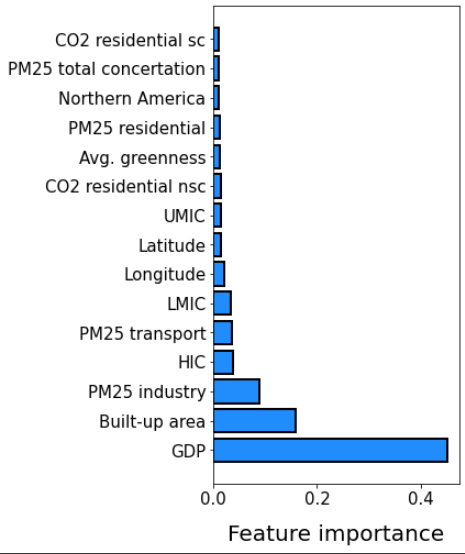 CO2 residential sc
PM25 total concertation
Northern America
PM25 residential
Avg. greenness
CO2 residential nsc
UMIC
Latitude
Longitude
LMIC
PM25 transport
HIC
PM25 industry
Built-up area
GDP
0.0 0.2 0.4
Feature importance